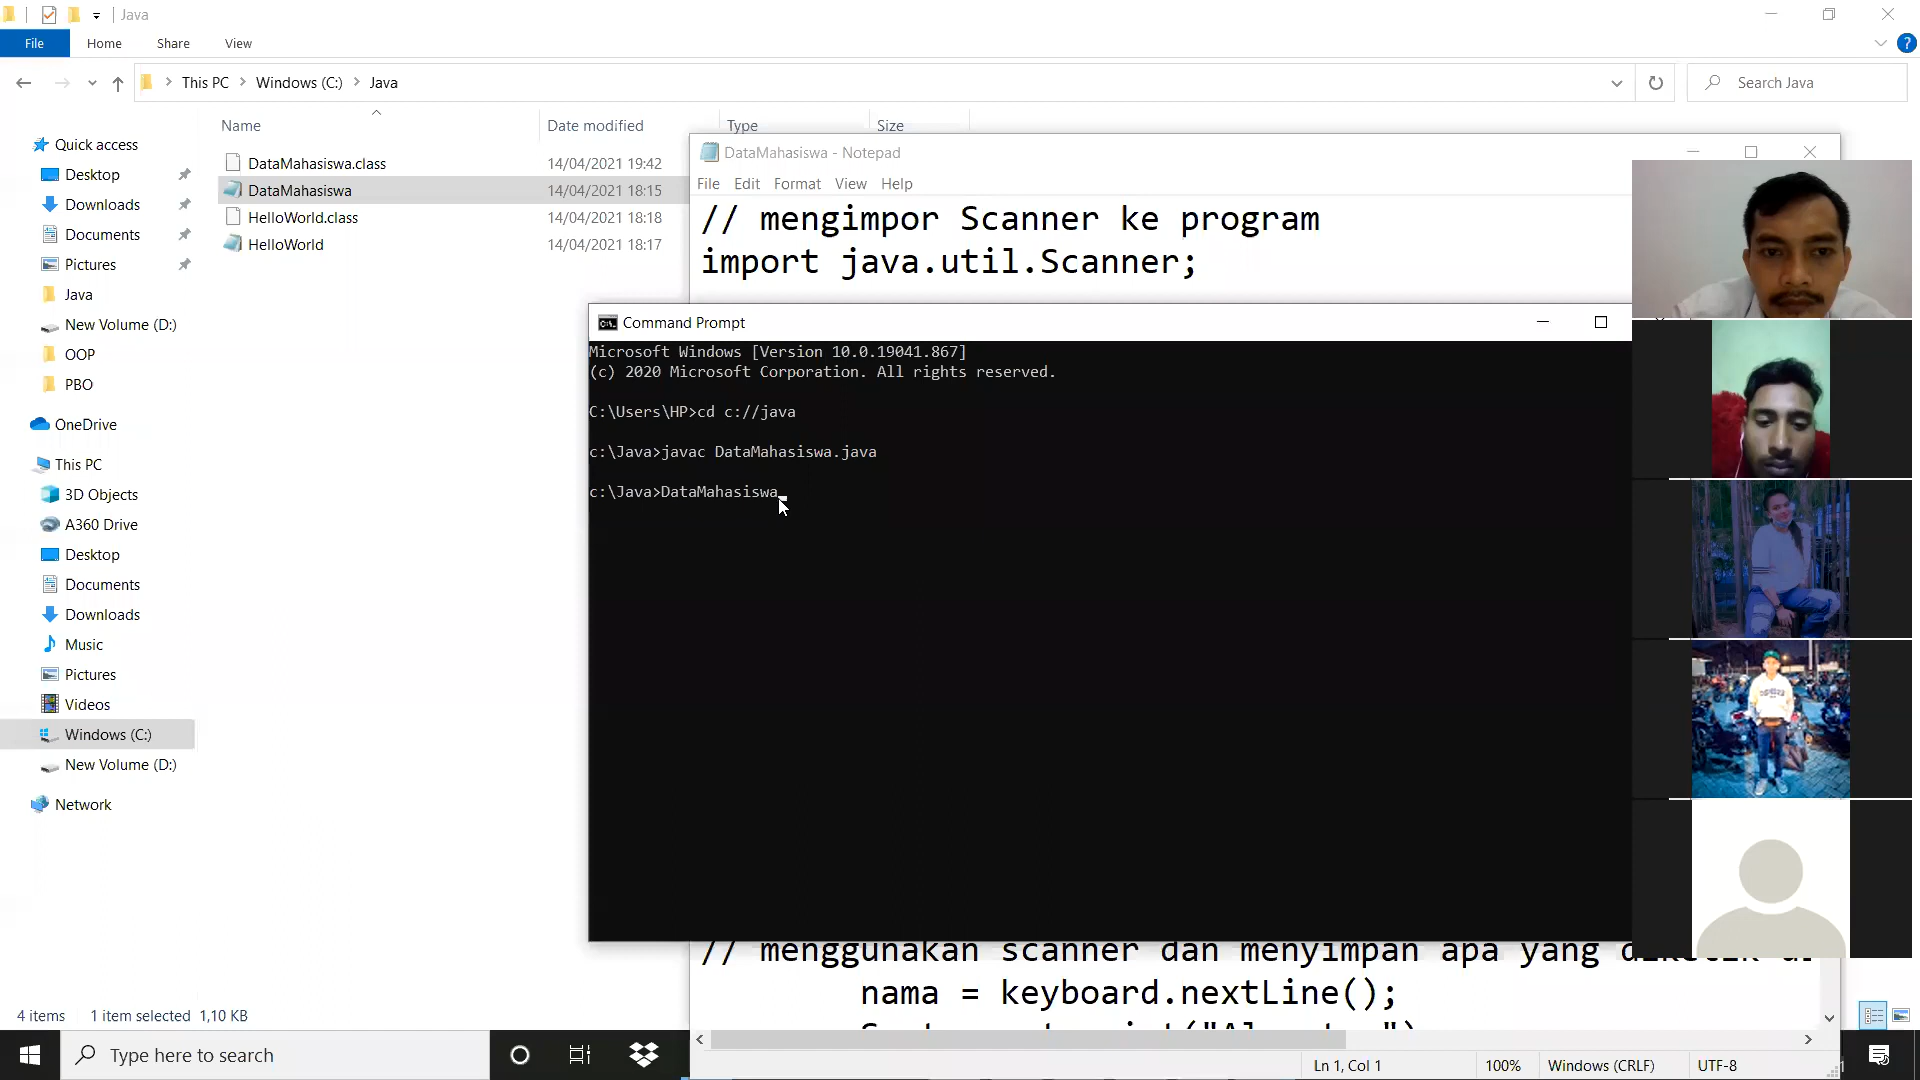 Java
File Home Share View
This PC Windows (C:) Java
Search Java
Name Date modified Type Size
DataMahasiswa.class 14/04/2021 19:42
DataMahasiswa 14/04/2021 18:15
HelloWorld.class 14/04/2021 18:18
HelloWorld 14/04/2021 18:17
Quick access
Desktop
Downloads
Documents
Pictures
Java
New Volume (D:)
OOP
PBO
OneDrive
This PC
3D Objects
A360 Drive
Desktop
Documents
Downloads
Music
Pictures
Videos
Windows (C:)
New Volume (D:)
Network
4 items 1 item selected 1,10 KB
DataMahasiswa - Notepad
File Edit Format View Help
// mengimpor Scanner ke program
import java.util.Scanner;
Command Prompt
Microsoft Windows [Version 10.0.19041.867]
(c) 2020 Microsoft Corporation. All rights reserved.
C:\Users\HP>cd c://java
c:\Java>javac DataMahasiswa.java
c:\Java>DataMahasiswa
// menggunakan scanner dan menyimpan apa yang
nama = keyboard.nextLine();
Ln 1, Col 1 100% Windows (CRLF) UTF-8
Type here to search